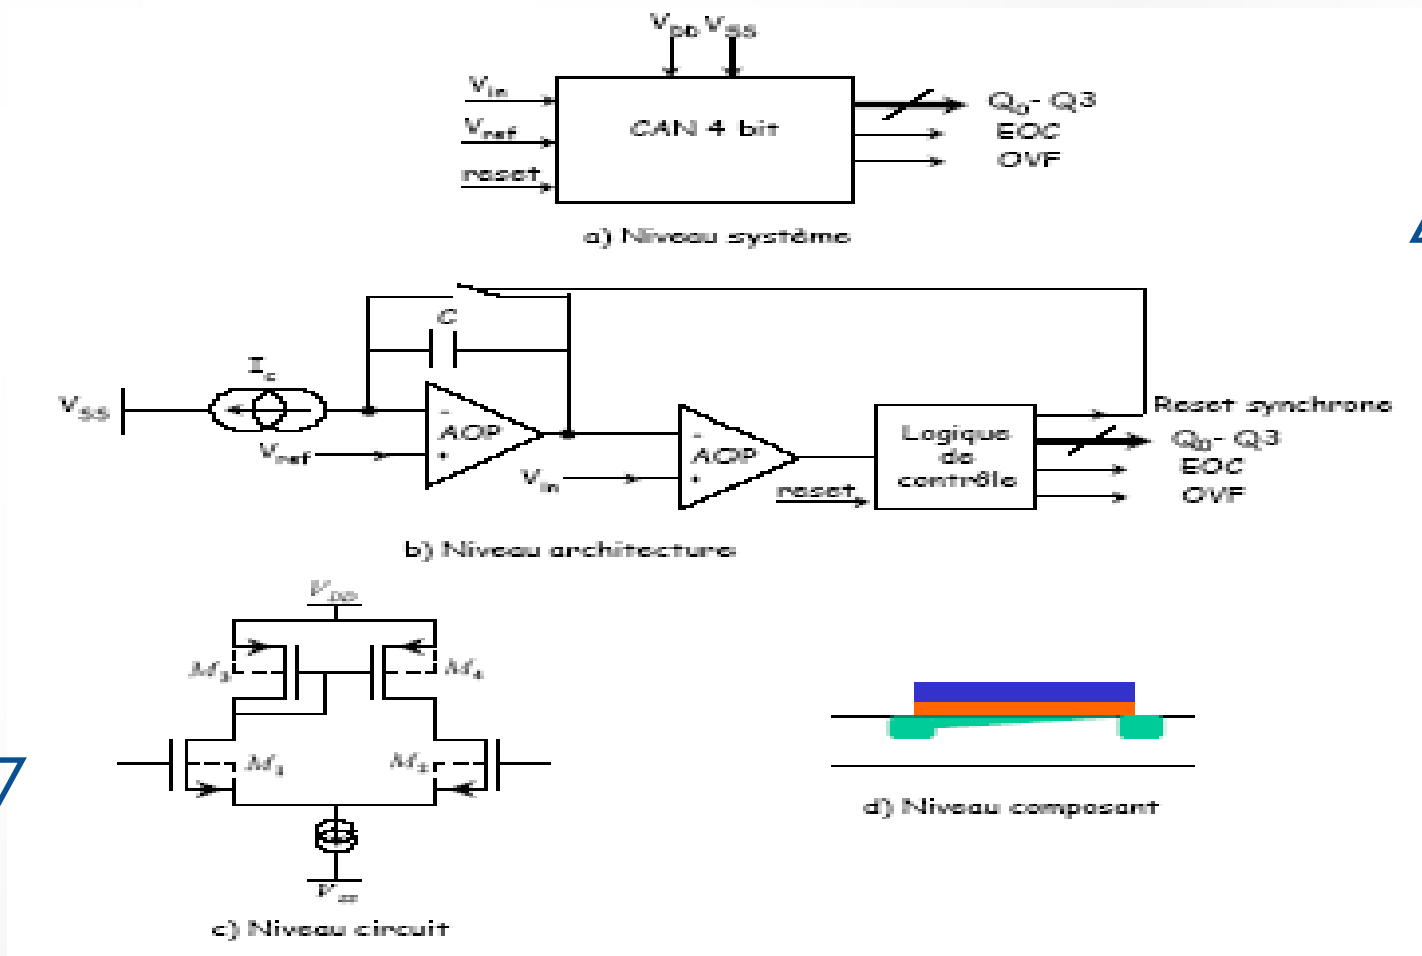 VDD VSS
Vin
Vref
reset
CAN 4 bit
Q0- Q3
EOC
OVF
a) Niveau système
C
Ic
VSS
Vref
- AOP +
Vin
- AOP +
reset
Logique
de
contrôle
Reset synchrone
Q0- Q3
EOC
OVF
b) Niveau architecture
VDD
M3
M4
M1
M2
VSS
c) Niveau circuit
d) Niveau composant